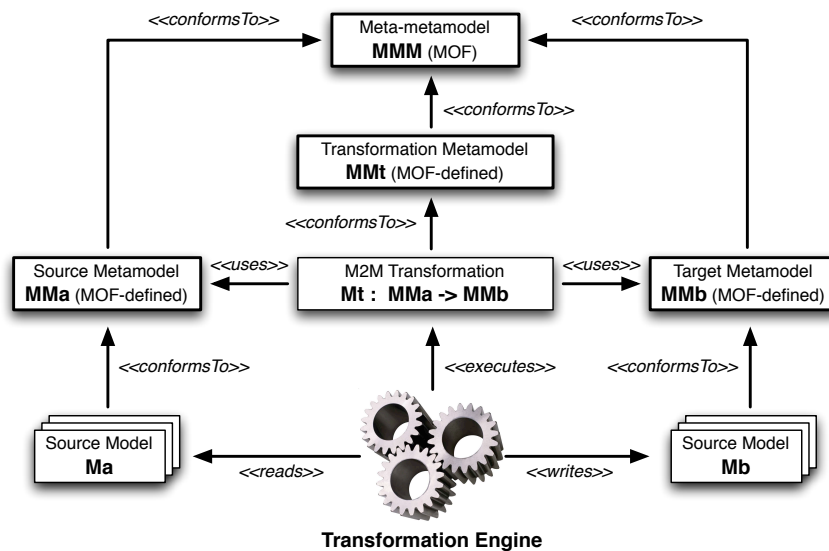 <<conformsTo>>
<<conformsTo>>
Meta-metamodel
MMM (MOF)
<<conformsTo>>
Transformation Metamodel
MMt (MOF-defined)
<<conformsTo>>
Source Metamodel
MMa (MOF-defined)
<<uses>>
M2M Transformation
Mt : MMa -> MMb
<<uses>>
Target Metamodel
MMb (MOF-defined)
<<conformsTo>>
<<executes>>
<<conformsTo>>
Source Model
Ma
<<reads>>
<<writes>>
Source Model
Mb
Transformation Engine